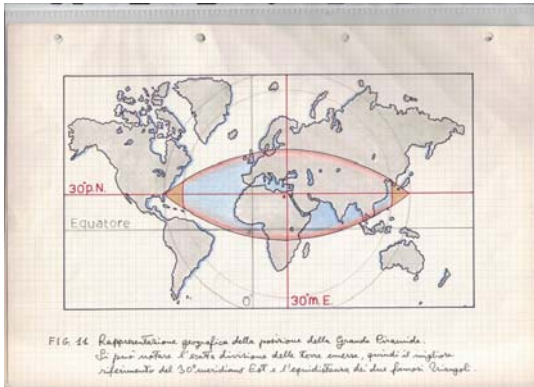 30°p.N.
Equatore
0°
30°m.E.
FIG. 11 Rappresentazione geografica della posizione della Grande Piramide.
Si può notare l'esatta divisione delle terre emerse, quindi il migliore
riferimento del 30° meridiano Est e l'equidistanza dei due famosi Triangoli.